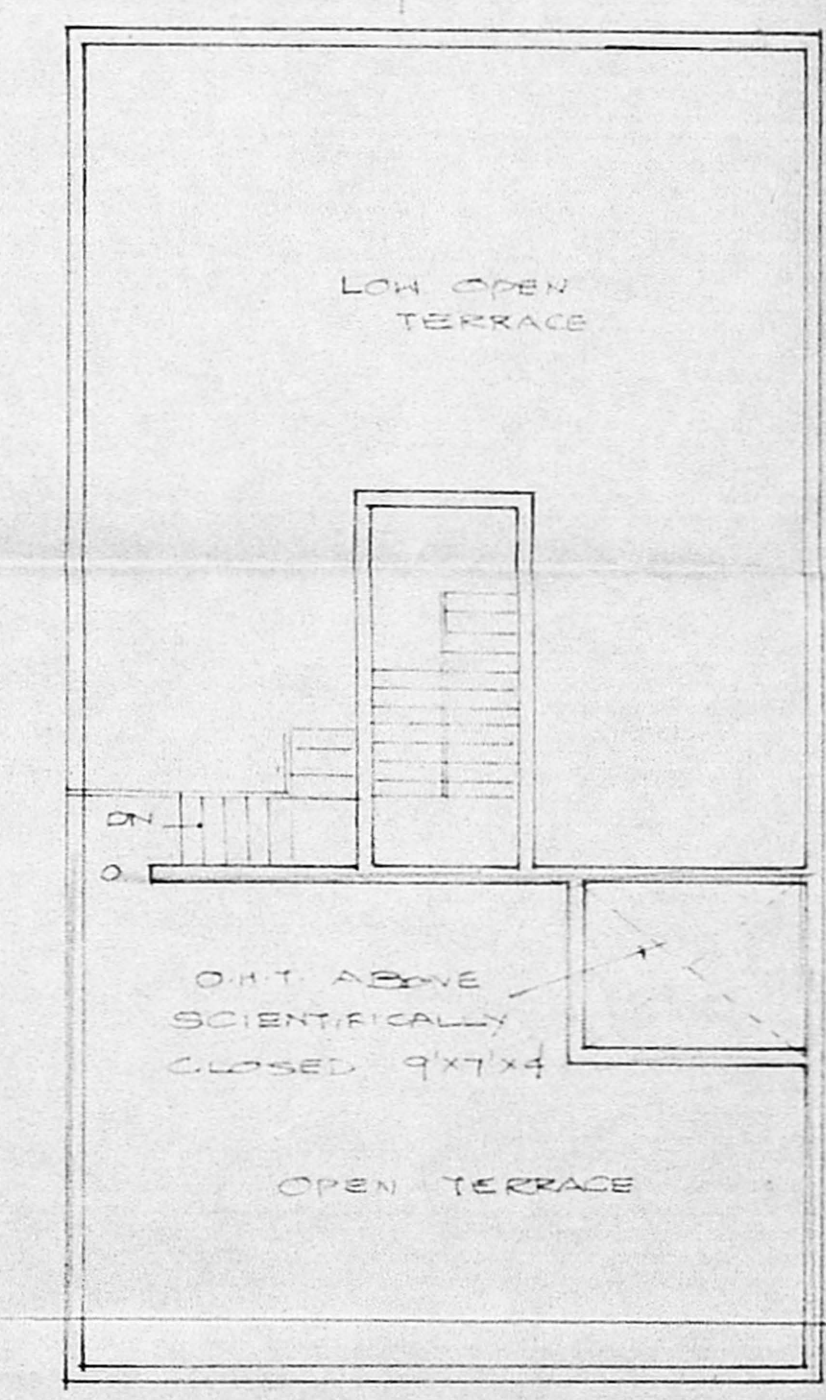 LOW OPEN
TERRACE
DN
O.H.T. ABOVE
SCIENTIFICALLY
CLOSED 9'X7'X4'
OPEN TERRACE